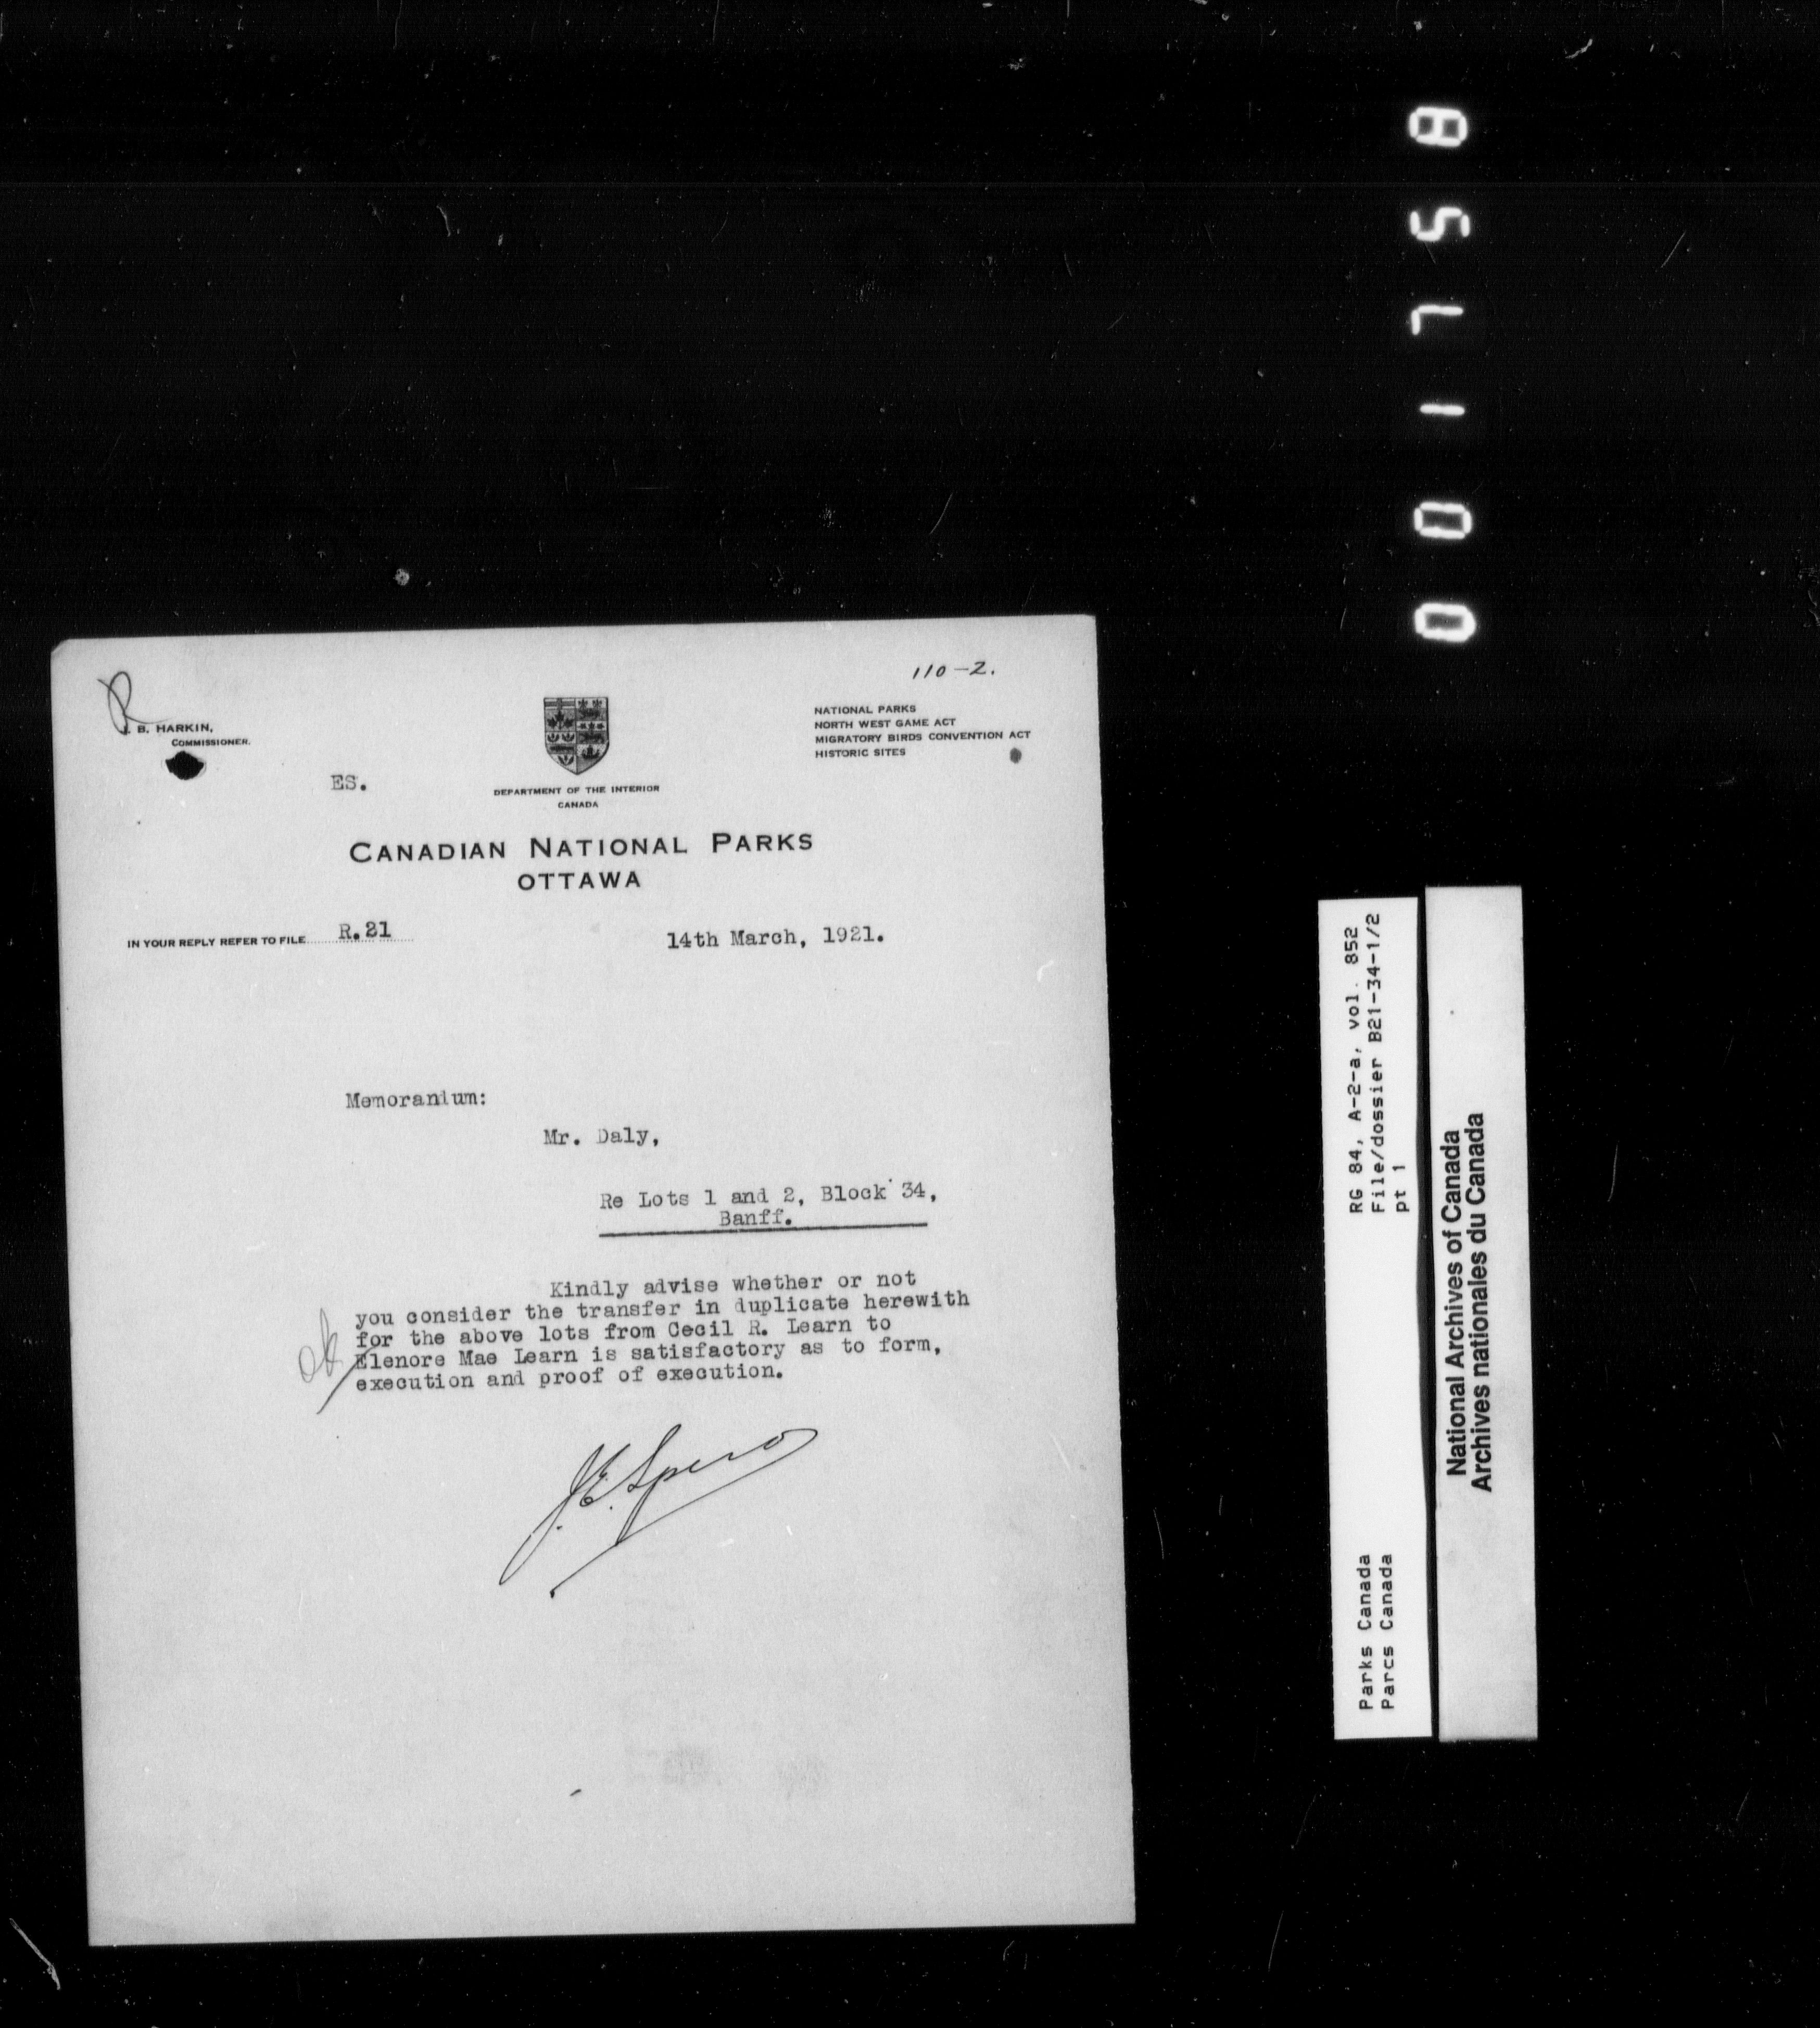 110-2.
R
B. HARKIN,
COMMISSIONER.
NATIONAL PARKS
NORTH WEST GAME ACT
MIGRATORY BIRDS CONVENTION ACT
HISTORIC SITES
ES.
DEPARTMENT OF THE INTERIOR
CANADA
CANADIAN NATIONAL PARKS
OTTAWA
IN YOUR REPLY REFER TO FILE R.21
14th March, 1921.
Memorandum:
Mr. Daly,
Re Lots 1 and 2, Block 34,
Banff.
Kindly advise whether or not
you consider the transfer in duplicate herewith
for the above lots from Cecil R. Learn to
Elenore Mae Learn is satisfactory as to form,
execution and proof of execution.
ok
J.E. Spero
001758
RG 84, A-2-a, vol. 852
File/dossier B21-34-1/2
pt 1
Parks Canada
Parcs Canada
National Archives of Canada
Archives nationales du Canada